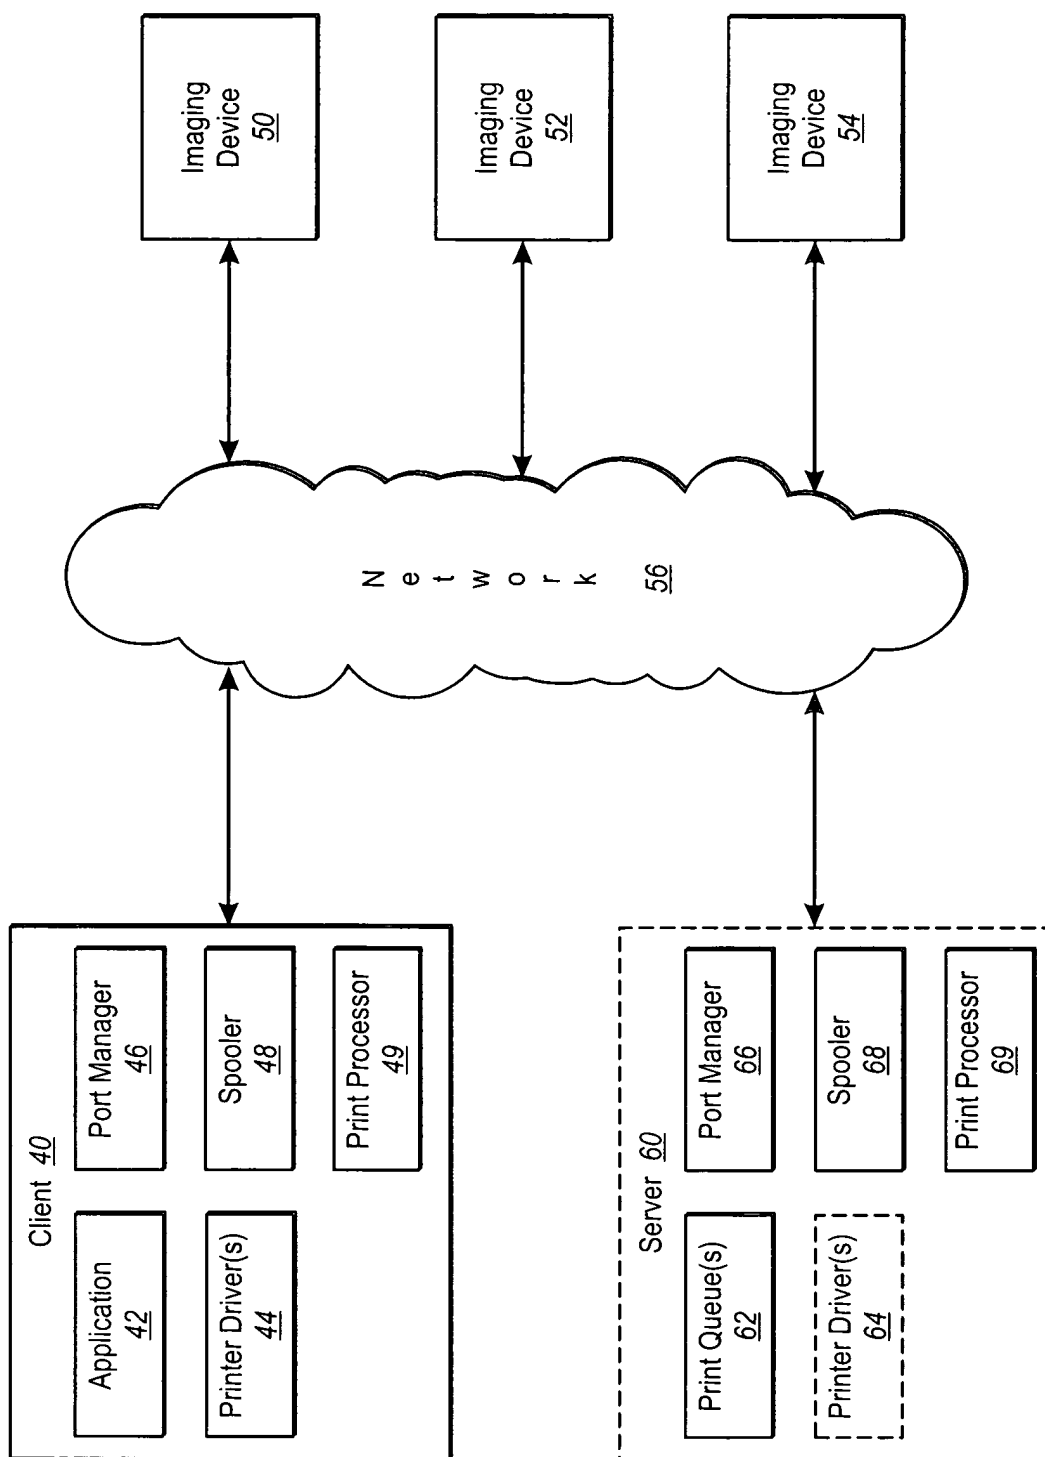 Client 40
Application
42
Port Manager
46
Printer Driver(s)
44
Spooler
48
Print Processor
49
Server 60
Print Queue(s)
62
Port Manager
66
Printer Driver(s)
64
Spooler
68
Print Processor
69
Network
56
Imaging
Device
50
Imaging
Device
52
Imaging
Device
54